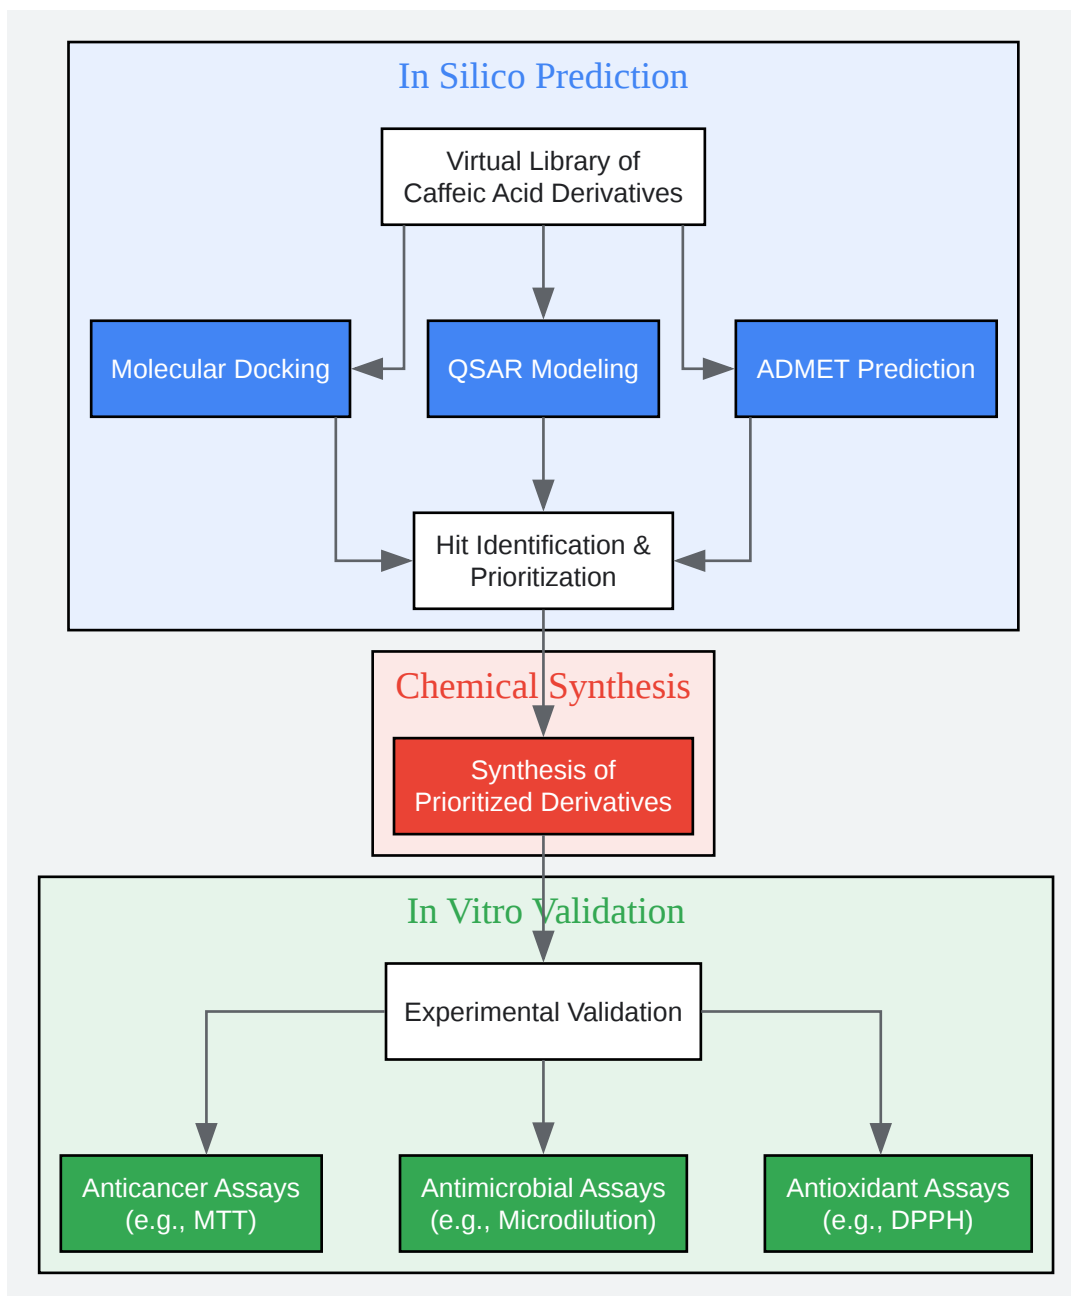 In Silico Prediction
Virtual Library of
Caffeic Acid Derivatives
Molecular Docking
QSAR Modeling
ADMET Prediction
Hit Identification &
Prioritization
Chemical Synthesis
Synthesis of
Prioritized Derivatives
In Vitro Validation
Experimental Validation
Anticancer Assays
(e.g., MTT)
Antimicrobial Assays
(e.g., Microdilution)
Antioxidant Assays
(e.g., DPPH)